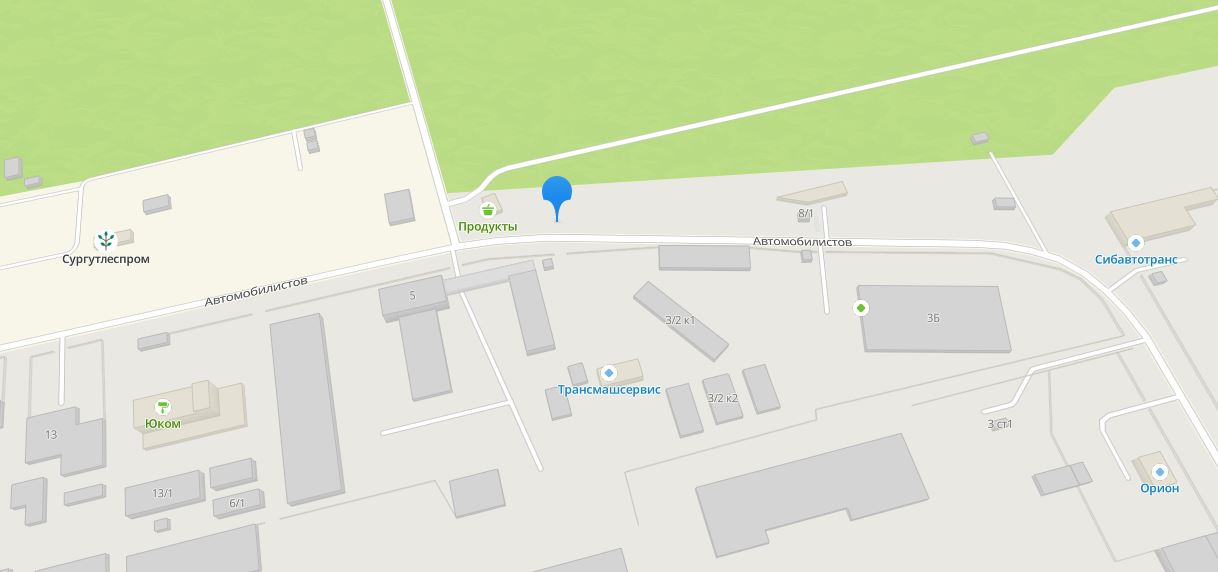 8/1
Продукты
Автомобилистов
Сургутлеспром
Сибавтотранс
Автомобилистов
5
3/2 к1
3Б
Трансмашсервис
3/2 к2
Юком
3 ст1
13
Орион
13/1
6/1